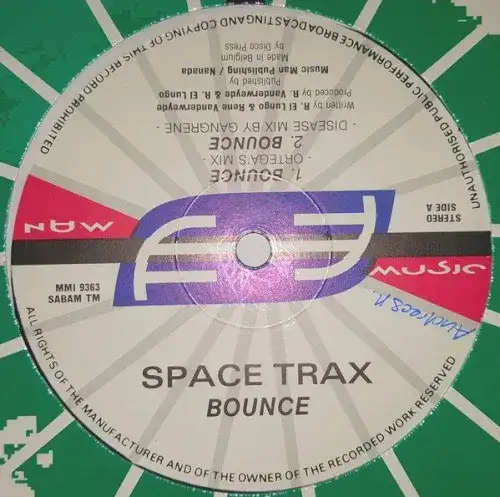 SPACE TRAX
BOUNCE
MUSIC
MAN
STEREO
SIDE A
MMI 9363
SABAM TM
1. BOUNCE
- ORTEGA'S MIX -
2. BOUNCE
- DISEASE MIX BY GANGRENE -
Written by R. El Lungo & Rene Vanderweyde
Produced by R. Vanderweyde & R. El Lungo
Published by
Music Man Publishing / Nanada
Made in Belgium
by Disco Press
ALL RIGHTS OF THE MANUFACTURER AND OF THE OWNER OF THE RECORDED WORK RESERVED
UNAUTHORISED PUBLIC PERFORMANCE BROADCASTING AND COPYING OF THIS RECORD PROHIBITED